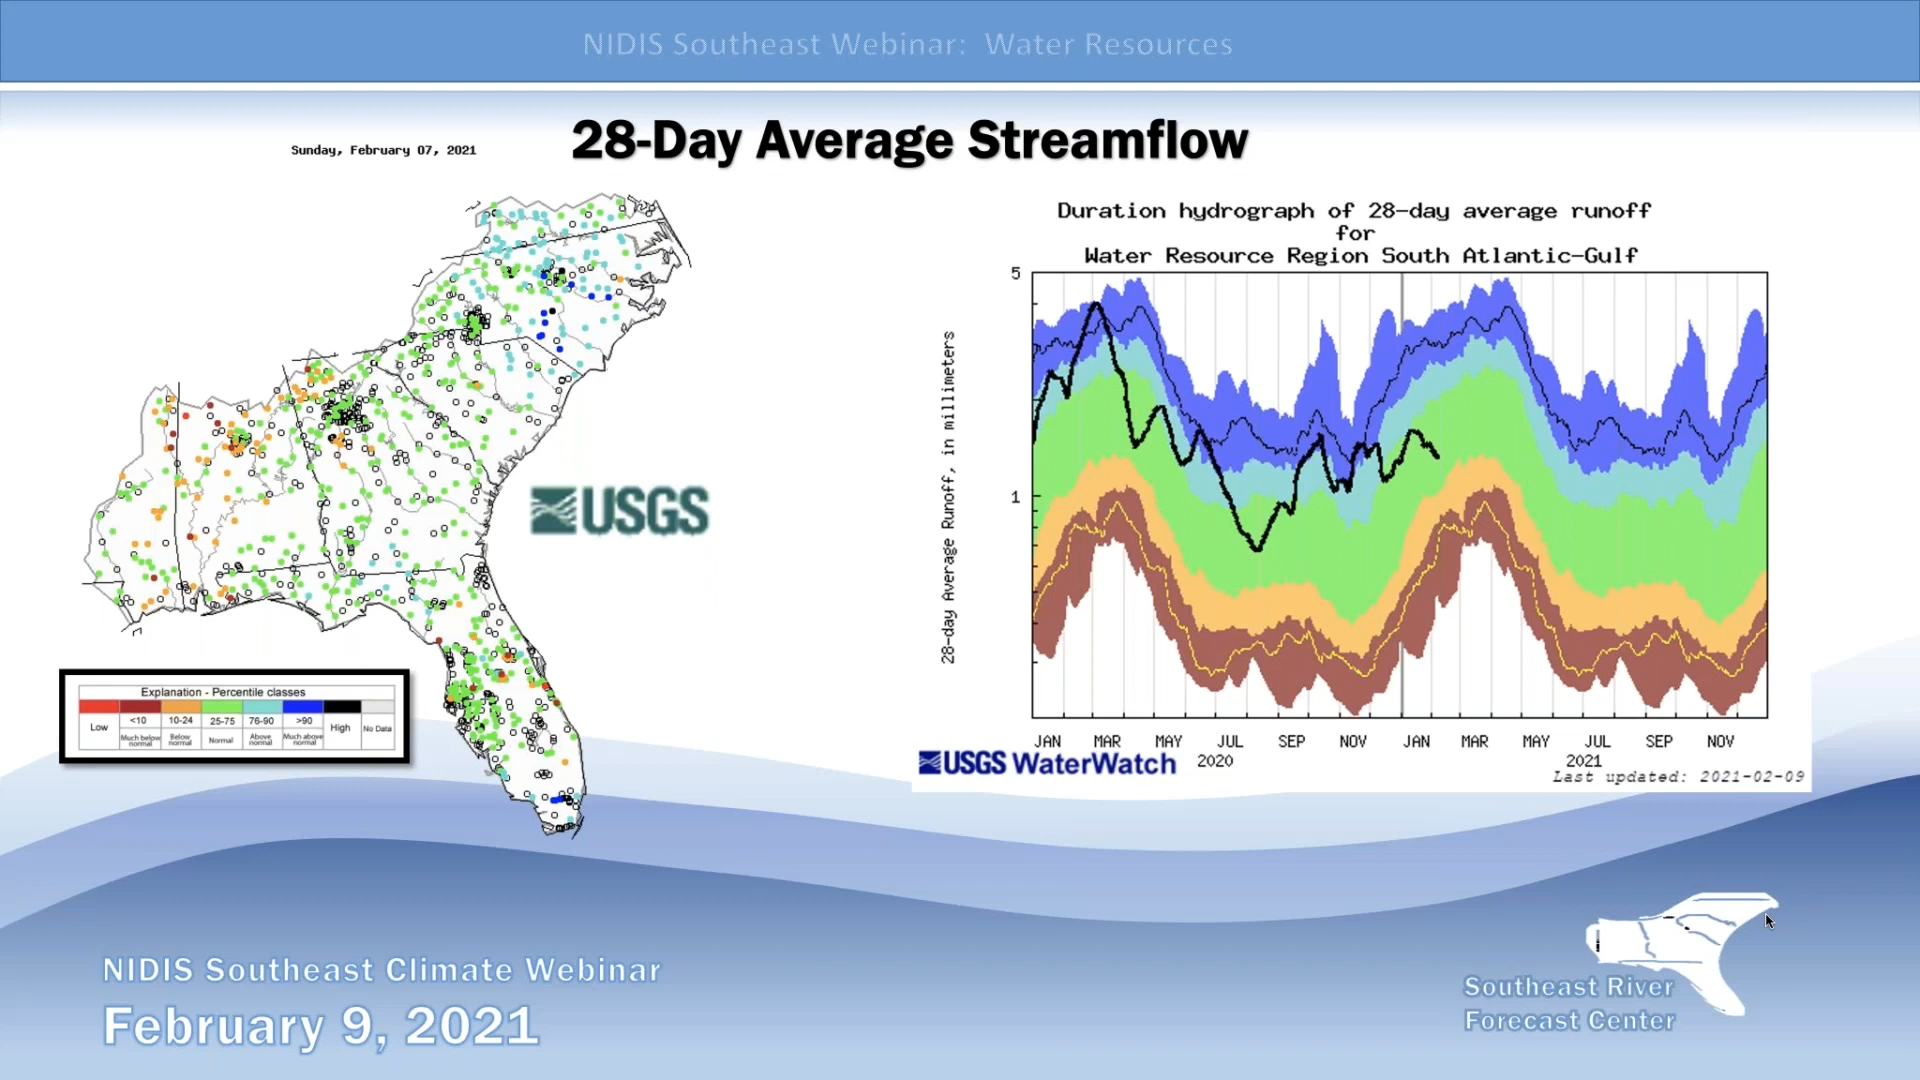 NIDIS Southeast Webinar: Water Resources
28-Day Average Streamflow
Sunday, February 07, 2021
USGS
Explanation - Percentile classes
Low
<10
10-24
25-75
76-90
>90
High
No Data
Much below normal
Below normal
Normal
Above normal
Much above normal
Duration hydrograph of 28-day average runoff
for
Water Resource Region South Atlantic-Gulf
28-day Average Runoff, in millimeters
5
1
JAN MAR MAY JUL SEP NOV JAN MAR MAY JUL SEP NOV
2020 2021
USGS WaterWatch
Last updated: 2021-02-09
NIDIS Southeast Climate Webinar
February 9, 2021
Southeast River
Forecast Center